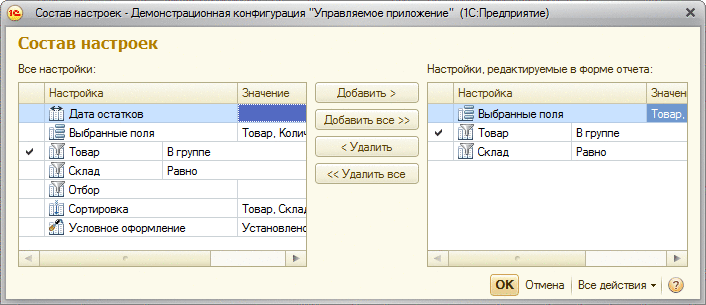 1С Состав настроек - Демонстрационная конфигурация "Управляемое приложение" (1С:Предприятие)
Состав настроек
Все настройки:
Настройка Значение
Дата остатков
Выбранные поля Товар, Колич
Товар В группе
Склад Равно
Отбор
Сортировка Товар, Склад
Условное оформление Установлено
Добавить >
Добавить все >>
< Удалить
<< Удалить все
Настройки, редактируемые в форме отчета:
Настройка Значен
Выбранные поля Товар,
Товар В группе
Склад Равно
OK Отмена Все действия ?